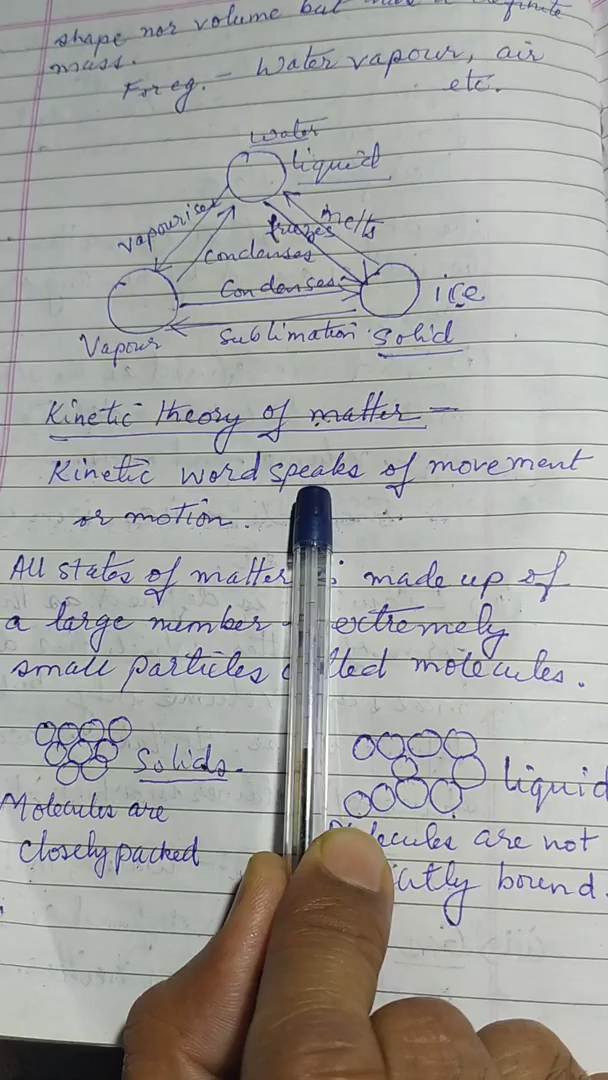 shape nor volume but definite
mass.
For eg. - Water vapour, air
etc.
water
liquid
vapourises
freezes
melts
Condenses
Condenses
ice
Vapour
Sublimation
Solid
Kinetic theory of matter -
Kinetic word speaks of movement
or motion.
All states of matter made up of
a large number extremely
small particles molecules.
Solids-
liquid
Molecules are
closely packed
are not
bound.